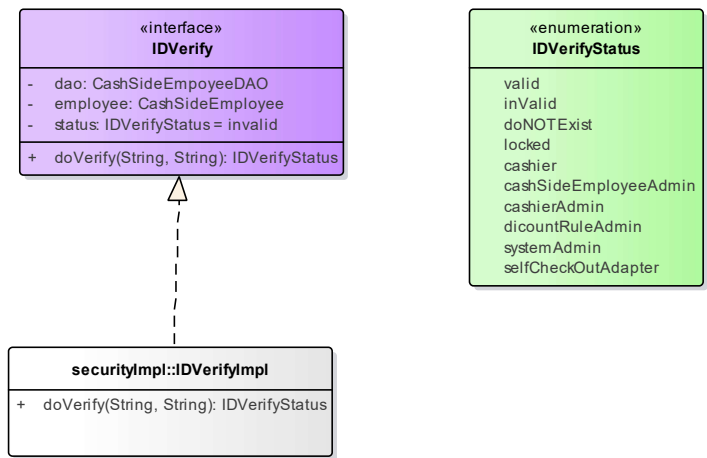 «interface»
IDVerify
- dao: CashSideEmpoyeeDAO
- employee: CashSideEmployee
- status: IDVerifyStatus = invalid
+ doVerify(String, String): IDVerifyStatus
«enumeration»
IDVerifyStatus
valid
inValid
doNOTExist
locked
cashier
cashSideEmployeeAdmin
cashierAdmin
dicountRuleAdmin
systemAdmin
selfCheckOutAdapter
securityImpl::IDVerifyImpl
+ doVerify(String, String): IDVerifyStatus